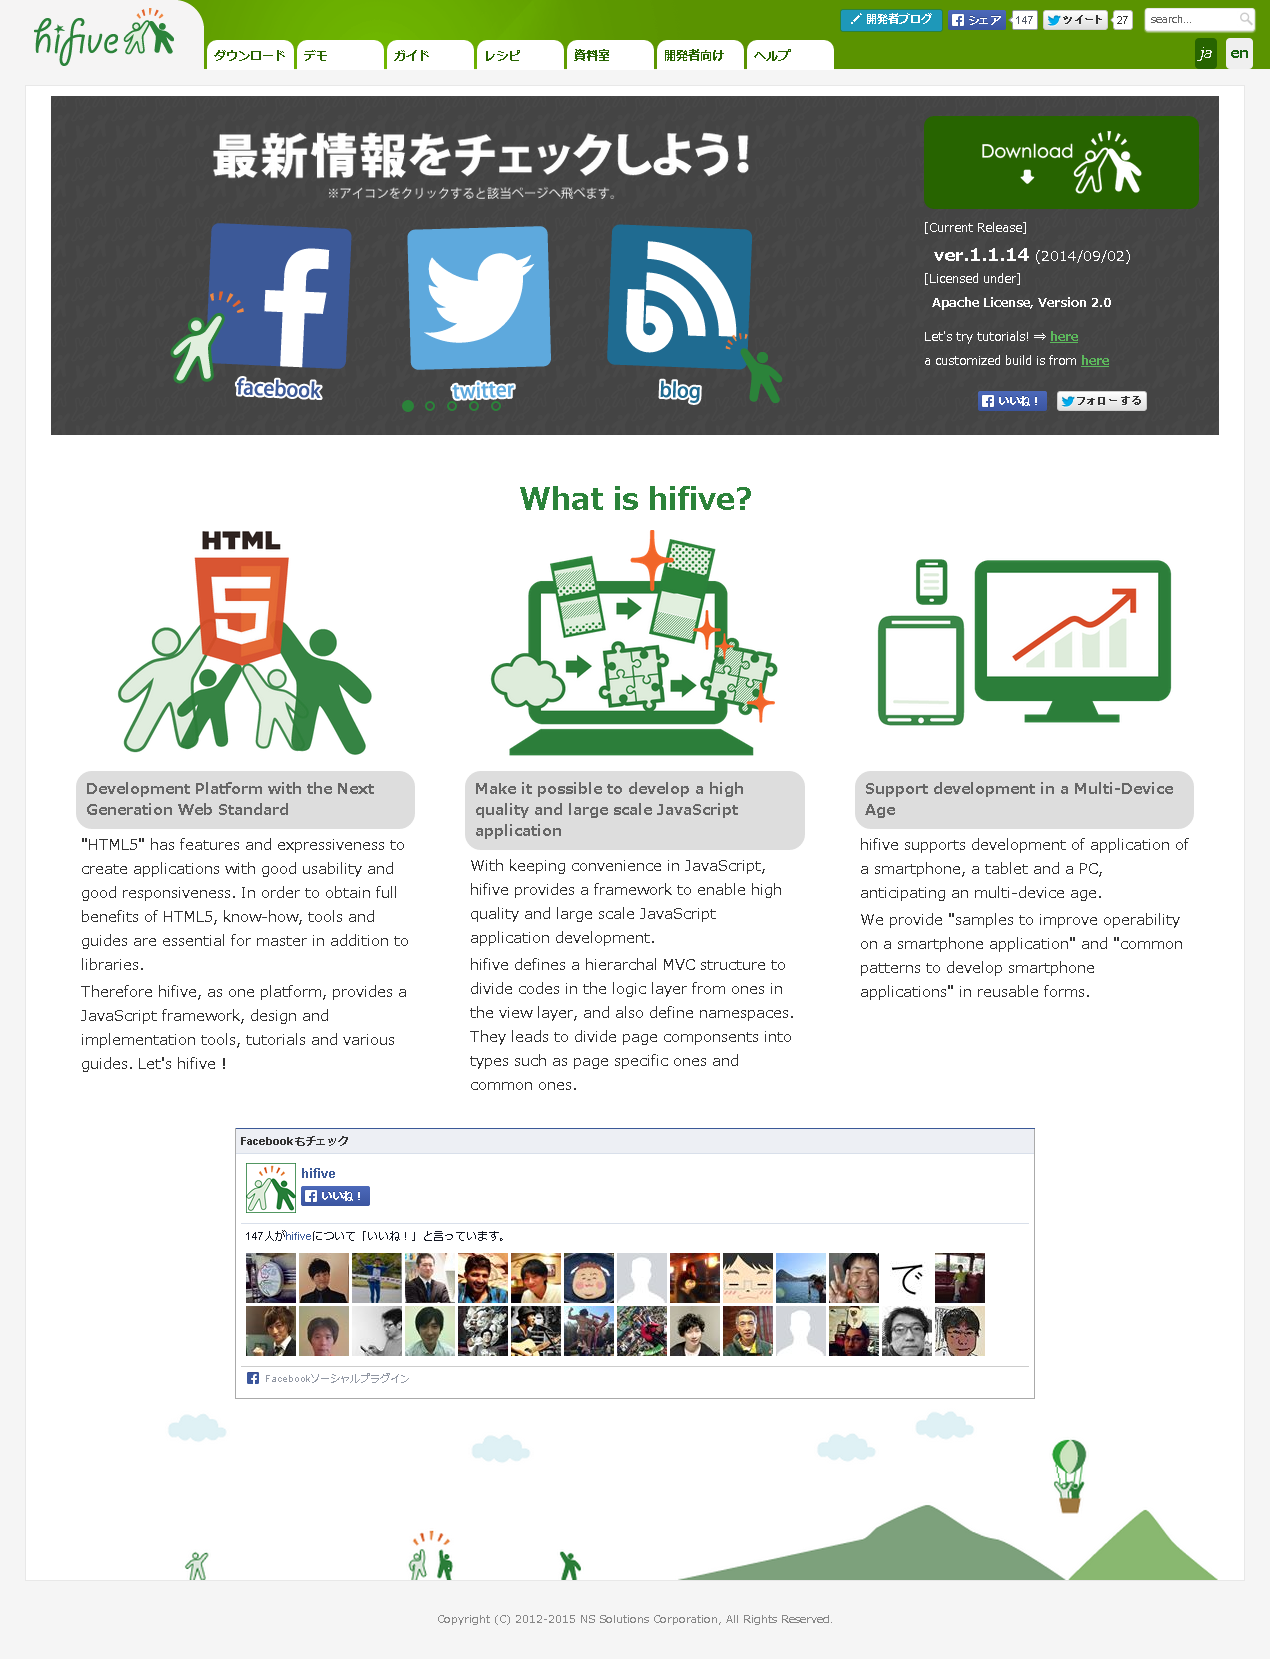 hifive
開発者ブログ
シェア 147
ツイート 27
search...
ダウンロード
デモ
ガイド
レシピ
資料室
開発者向け
ヘルプ
ja
en
最新情報をチェックしよう!
※アイコンをクリックすると該当ページへ飛べます。
facebook
twitter
blog
Download
[Current Release]
ver.1.1.14 (2014/09/02)
[Licensed under]
Apache License, Version 2.0
Let's try tutorials! ⇒ here
a customized build is from here
いいね！
フォローする
What is hifive?
HTML
5
Development Platform with the Next
Generation Web Standard
"HTML5" has features and expressiveness to
create applications with good usability and
good responsiveness. In order to obtain full
benefits of HTML5, know-how, tools and
guides are essential for master in addition to
libraries.
Therefore hifive, as one platform, provides a
JavaScript framework, design and
implementation tools, tutorials and various
guides. Let's hifive !
Make it possible to develop a high
quality and large scale JavaScript
application
With keeping convenience in JavaScript,
hifive provides a framework to enable high
quality and large scale JavaScript
application development.
hifive defines a hierarchal MVC structure to
divide codes in the logic layer from ones in
the view layer, and also define namespaces.
They leads to divide page componsents into
types such as page specific ones and
common ones.
Support development in a Multi-Device
Age
hifive supports development of application of
a smartphone, a tablet and a PC,
anticipating an multi-device age.
We provide "samples to improve operability
on a smartphone application" and "common
patterns to develop smartphone
applications" in reusable forms.
Facebookもチェック
hifive
いいね！
147人がhifiveについて「いいね！」と言っています。
で
Facebookソーシャルプラグイン
Copyright (C) 2012-2015 NS Solutions Corporation, All Rights Reserved.